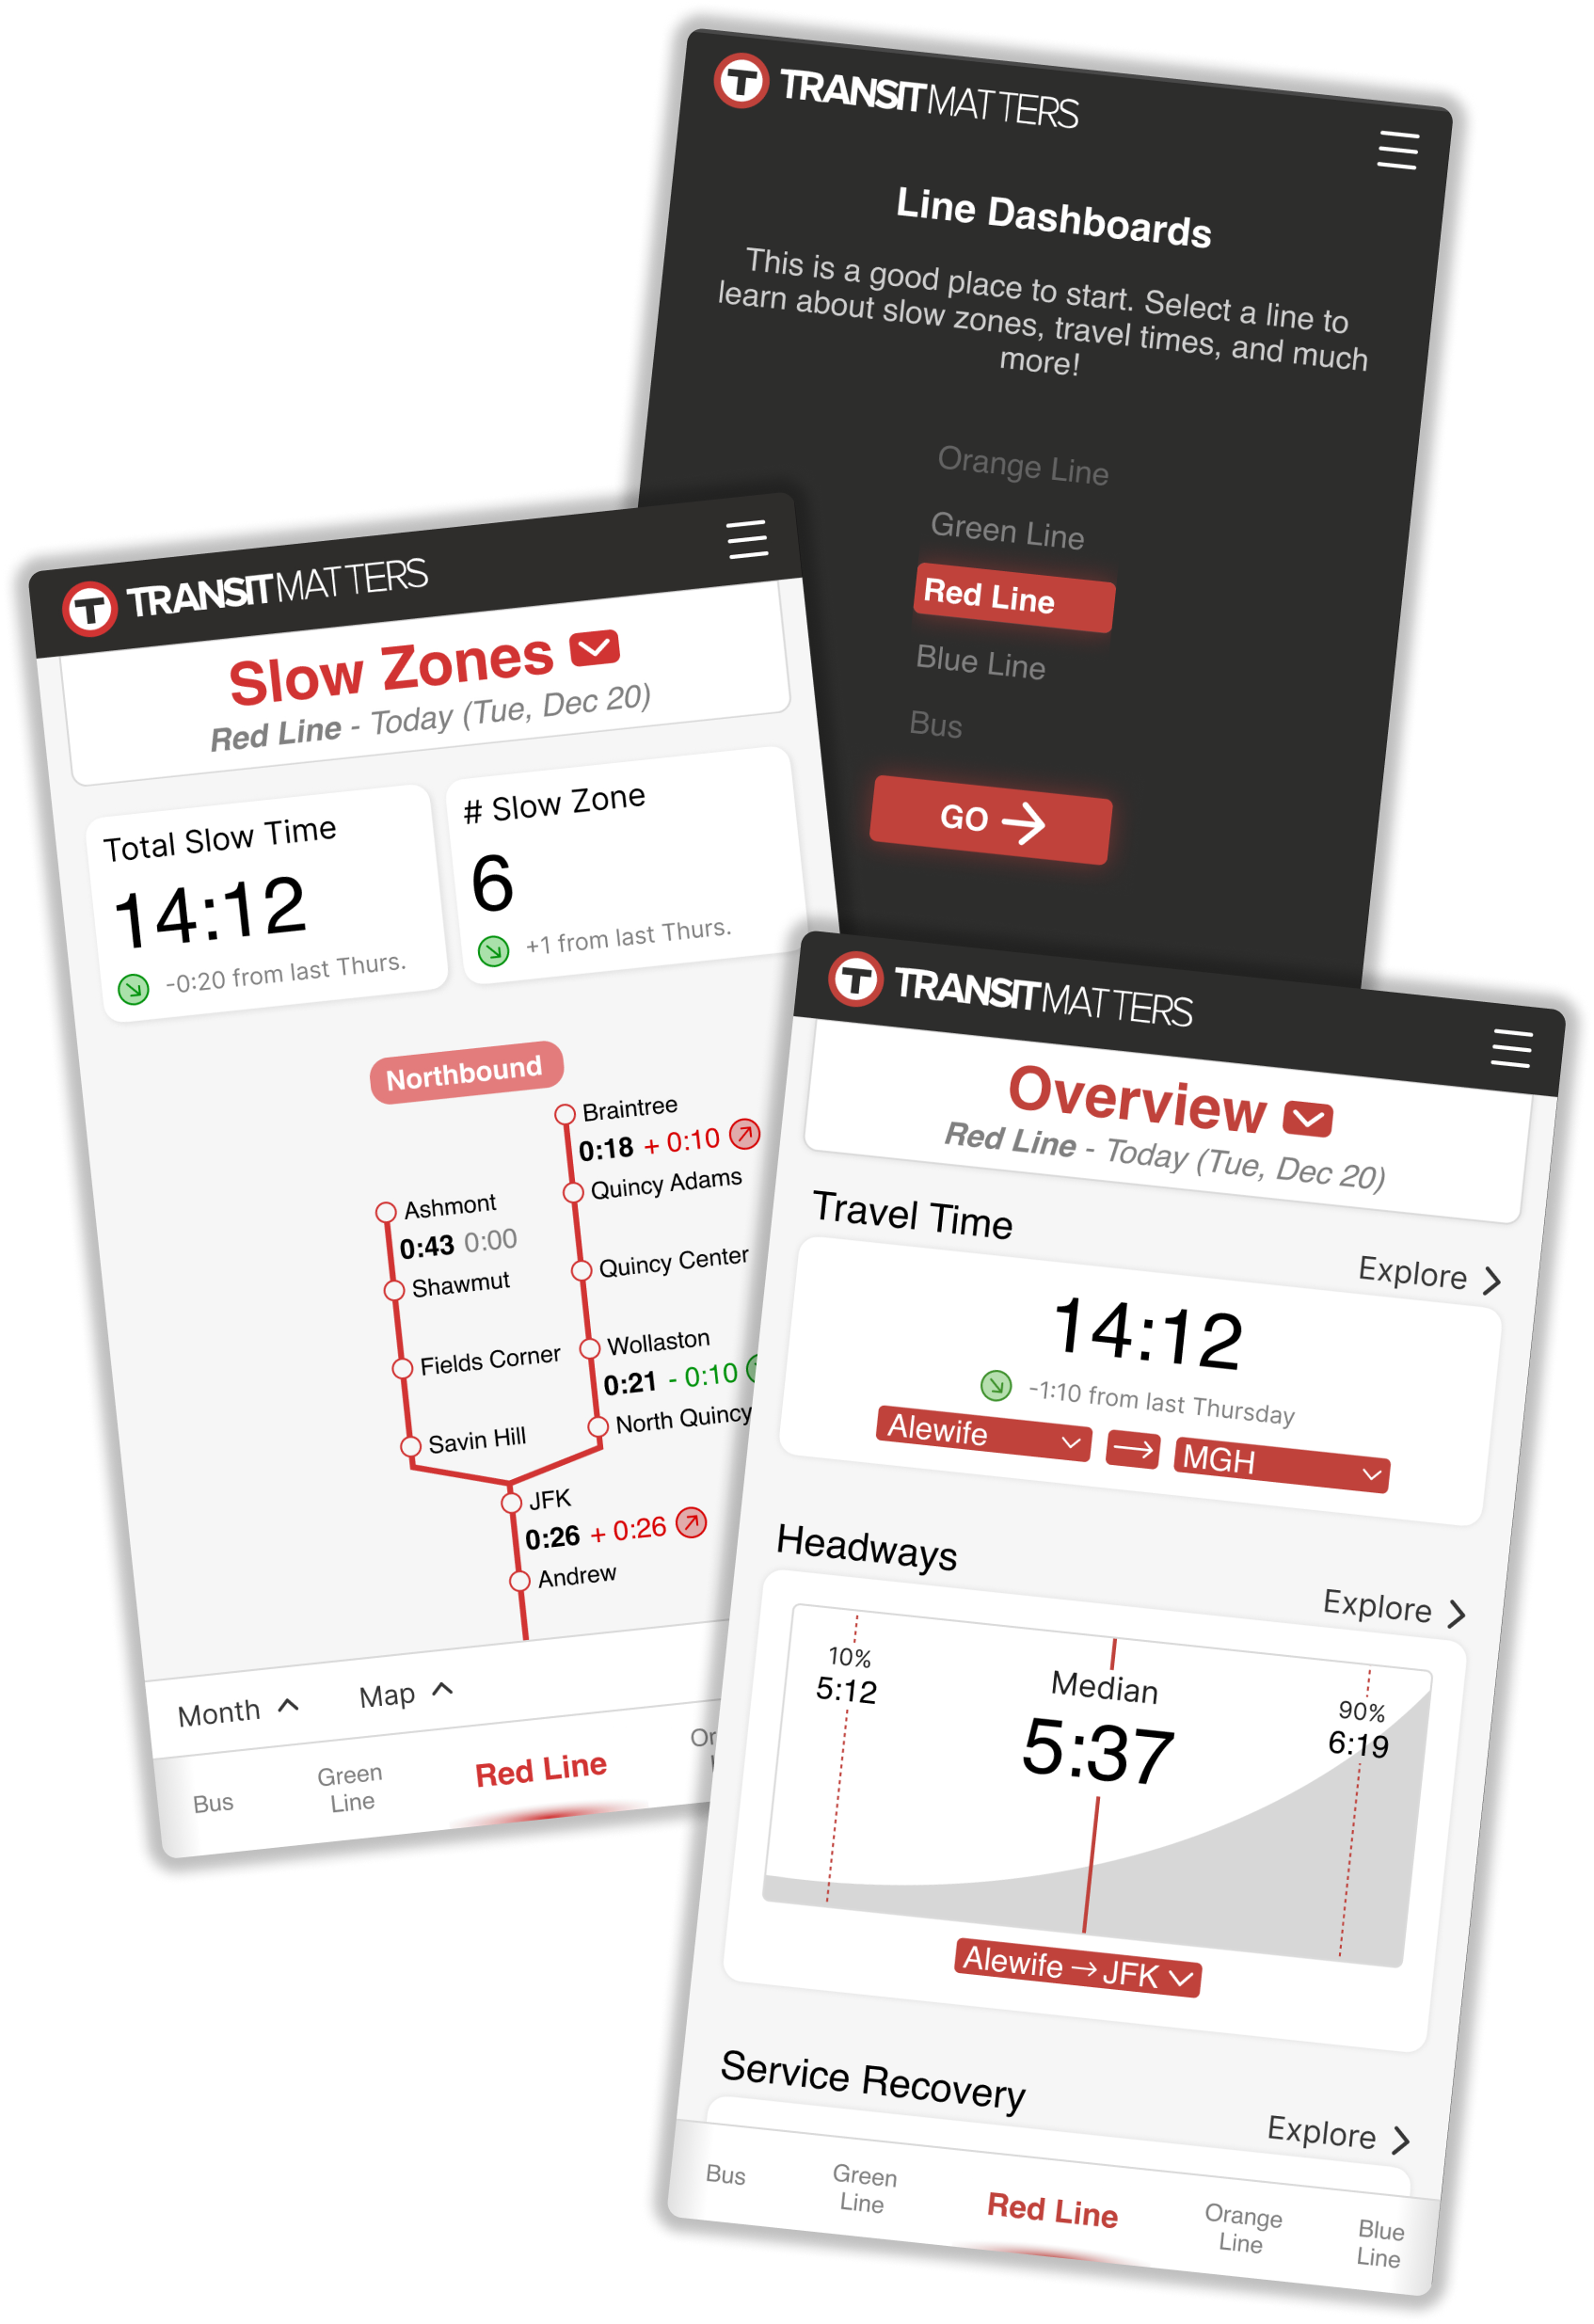 TRANSITMATTERS
Line Dashboards
This is a good place to start. Select a line to
learn about slow zones, travel times, and much
more!
Orange Line
Green Line
Red Line
Blue Line
Bus
GO
TRANSITMATTERS
Slow Zones
Red Line - Today (Tue, Dec 20)
Total Slow Time
14:12
-0:20 from last Thurs.
# Slow Zone
6
+1 from last Thurs.
Northbound
Braintree
0:18 + 0:10
Quincy Adams
Quincy Center
Wollaston
0:21 - 0:10
North Quincy
Ashmont
0:43 0:00
Shawmut
Fields Corner
Savin Hill
JFK
0:26 + 0:26
Andrew
Month
Map
Bus
Green
Line
Red Line
TRANSITMATTERS
Overview
Red Line - Today (Tue, Dec 20)
Travel Time
Explore
14:12
-1:10 from last Thursday
Alewife → MGH
Headways
Explore
10%
5:12
Median
5:37
90%
6:19
Alewife → JFK
Service Recovery
Explore
Bus
Green
Line
Red Line
Orange
Line
Blue
Line